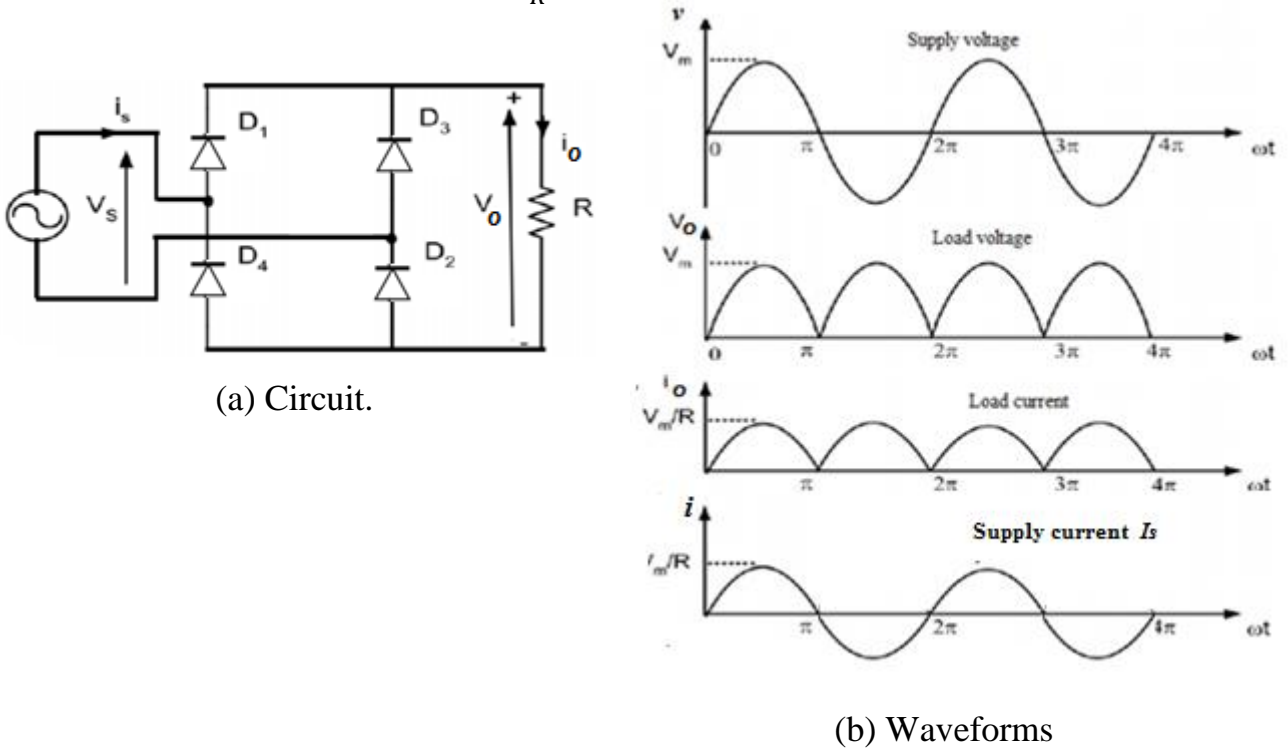 R
i_s
D_1
D_3
+
i_o
V_s
V_o
R
D_4
D_2
-
(a) Circuit.
v
Supply voltage
V_m
0
π
2π
3π
4π
ωt
V_o
Load voltage
V_m
0
π
2π
3π
4π
ωt
i_o
Load current
V_m/R
π
2π
3π
4π
ωt
i
Supply current Is
/_m/R
π
2π
4π
ωt
(b) Waveforms